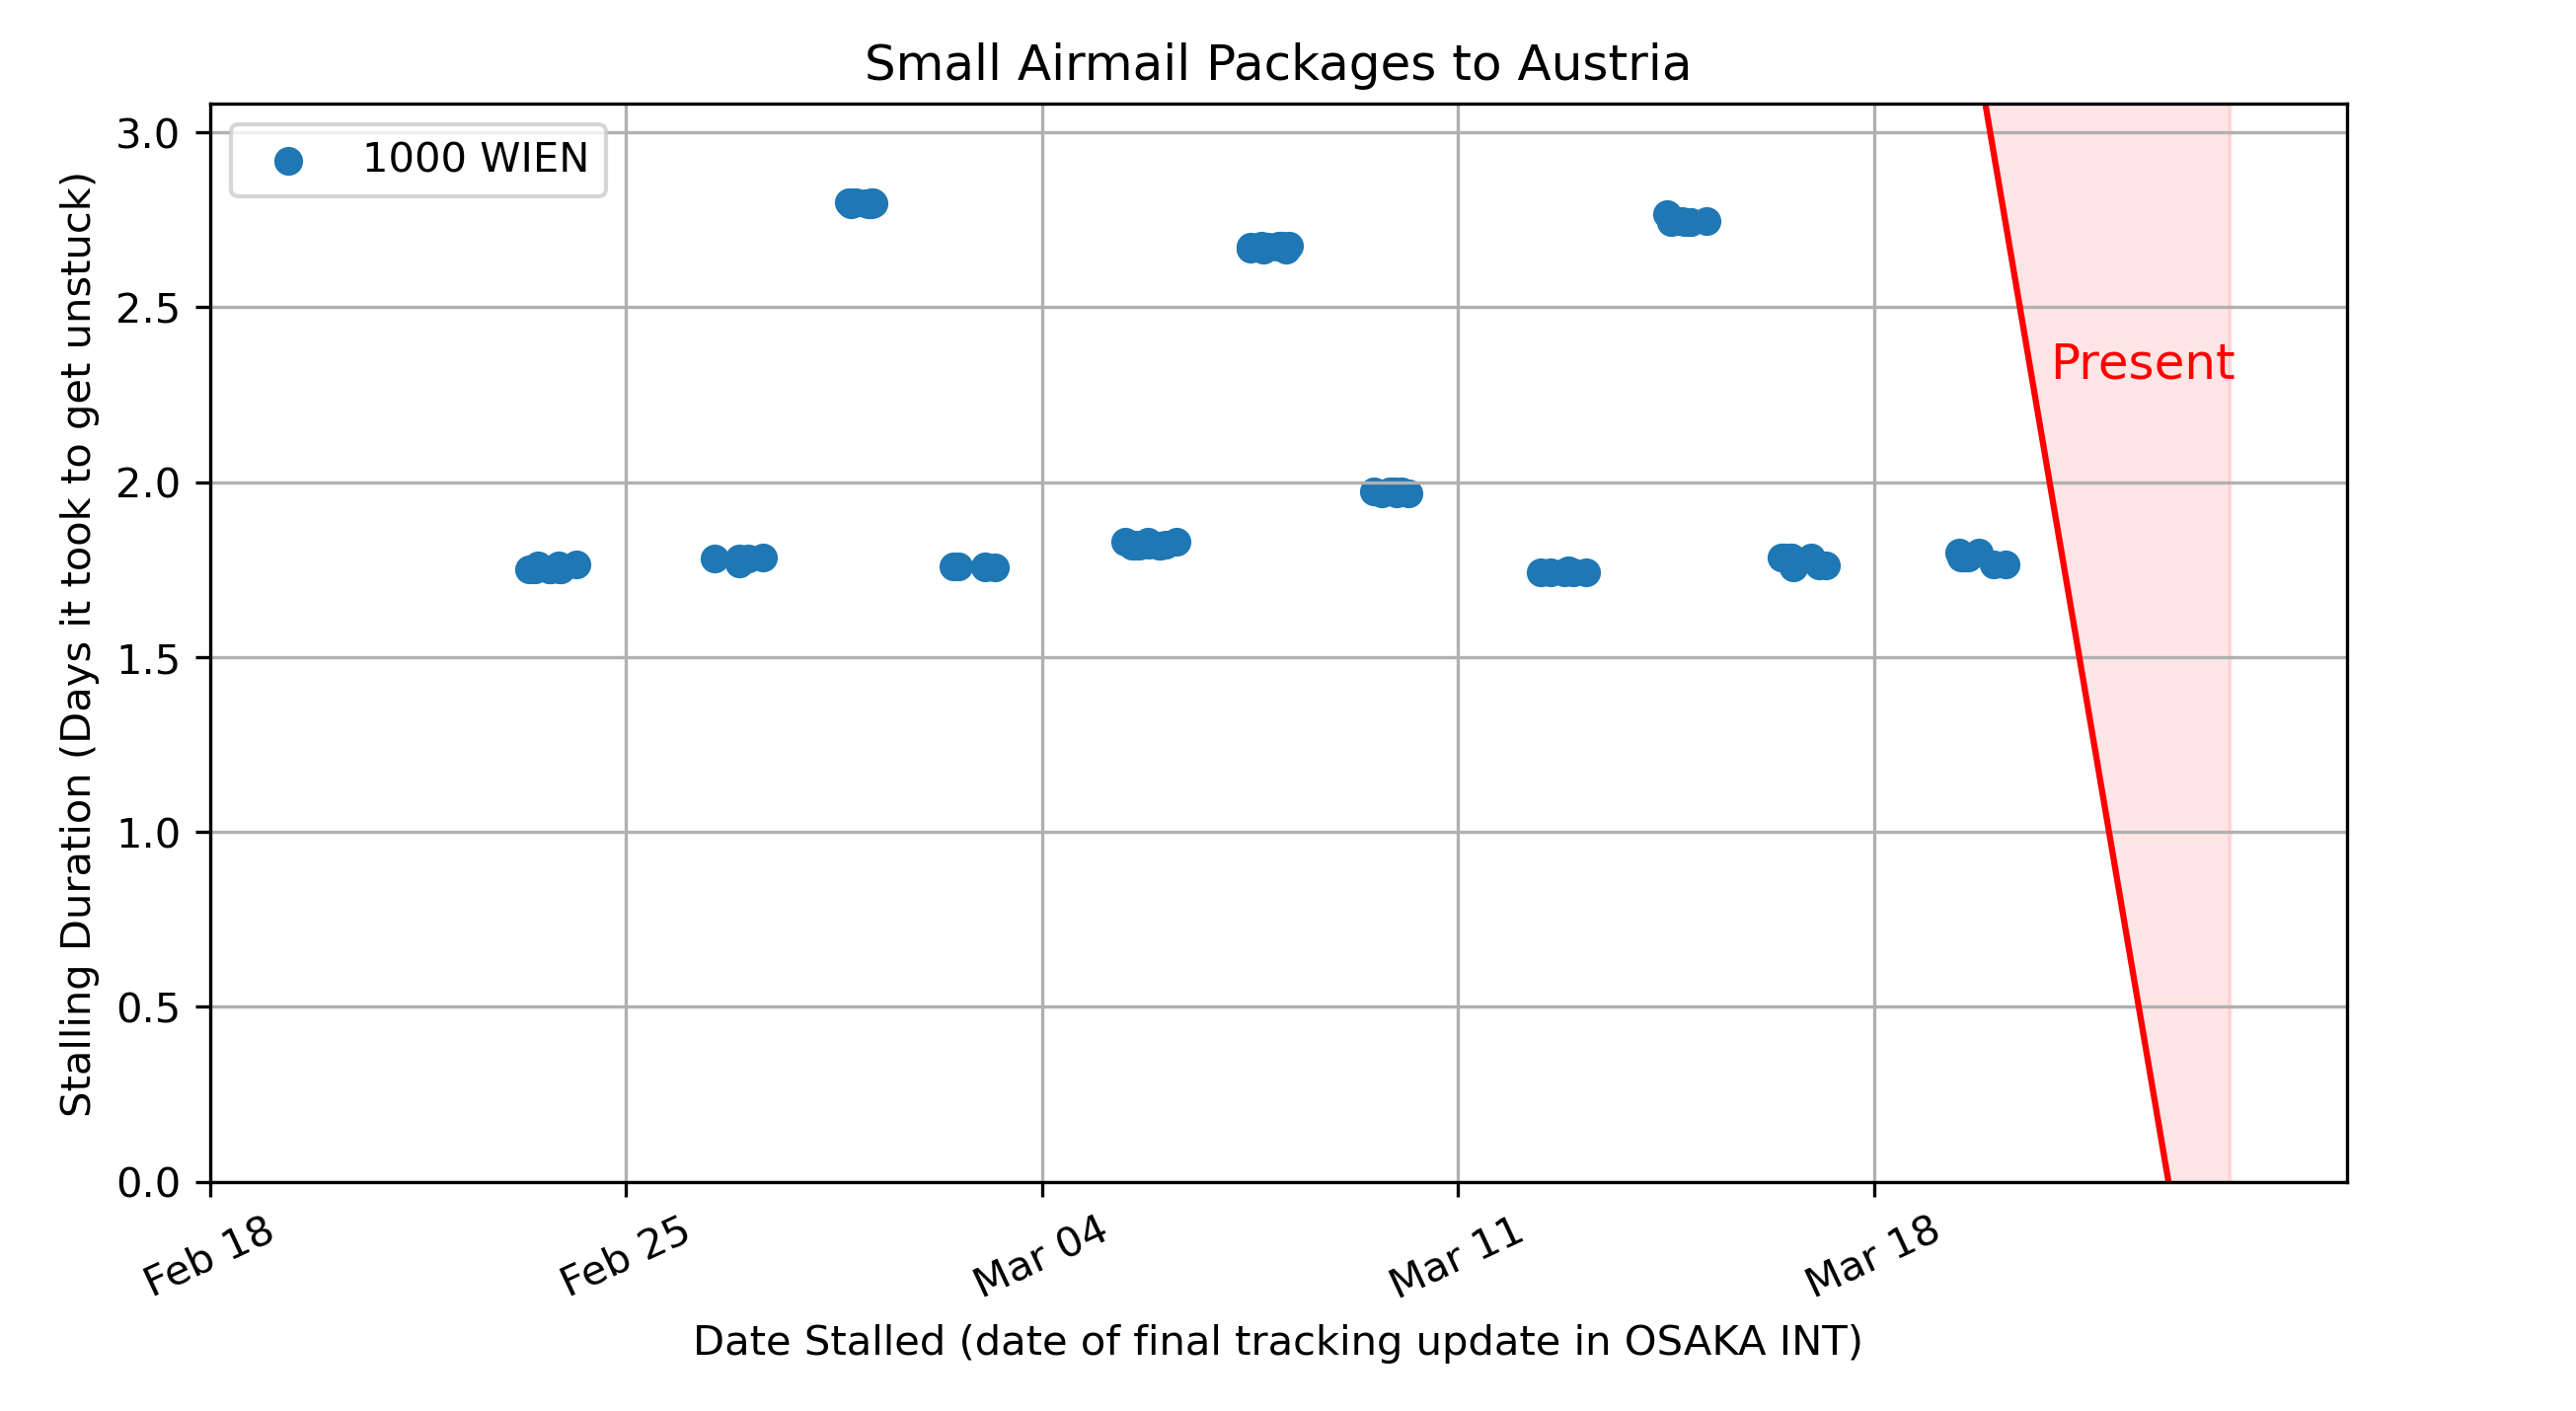 Small Airmail Packages to Austria
1000 WIEN
Present
Stalling Duration (Days it took to get unstuck)
3.0
2.5
2.0
1.5
1.0
0.5
0.0
Feb 18
Feb 25
Mar 04
Mar 11
Mar 18
Date Stalled (date of final tracking update in OSAKA INT)